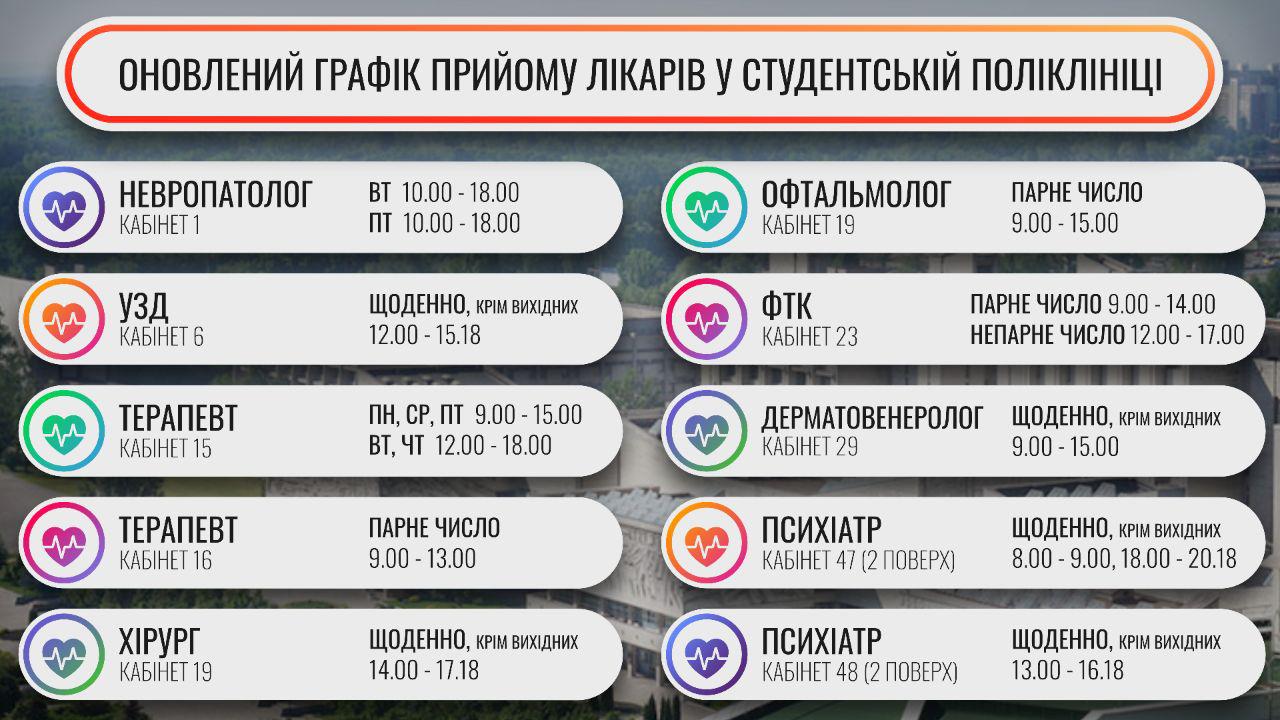 ОНОВЛЕНИЙ ГРАФІК ПРИЙОМУ ЛІКАРІВ У СТУДЕНТСЬКІЙ ПОЛІКЛІНІЦІ
НЕВРОПАТОЛОГ
КАБІНЕТ 1
ВТ 10.00 - 18.00
ПТ 10.00 - 18.00
УЗД
КАБІНЕТ 6
ЩОДЕННО, КРІМ ВИХІДНИХ
12.00 - 15.18
ТЕРАПЕВТ
КАБІНЕТ 15
ПН, СР, ПТ 9.00 - 15.00
ВТ, ЧТ 12.00 - 18.00
ТЕРАПЕВТ
КАБІНЕТ 16
ПАРНЕ ЧИСЛО
9.00 - 13.00
ХІРУРГ
КАБІНЕТ 19
ЩОДЕННО, КРІМ ВИХІДНИХ
14.00 - 17.18
ОФТАЛЬМОЛОГ
КАБІНЕТ 19
ПАРНЕ ЧИСЛО
9.00 - 15.00
ФТК
КАБІНЕТ 23
ПАРНЕ ЧИСЛО 9.00 - 14.00
НЕПАРНЕ ЧИСЛО 12.00 - 17.00
ДЕРМАТОВЕНЕРОЛОГ
КАБІНЕТ 29
ЩОДЕННО, КРІМ ВИХІДНИХ
9.00 - 15.00
ПСИХІАТР
КАБІНЕТ 47 (2 ПОВЕРХ)
ЩОДЕННО, КРІМ ВИХІДНИХ
8.00 - 9.00, 18.00 - 20.18
ПСИХІАТР
КАБІНЕТ 48 (2 ПОВЕРХ)
ЩОДЕННО, КРІМ ВИХІДНИХ
13.00 - 16.18